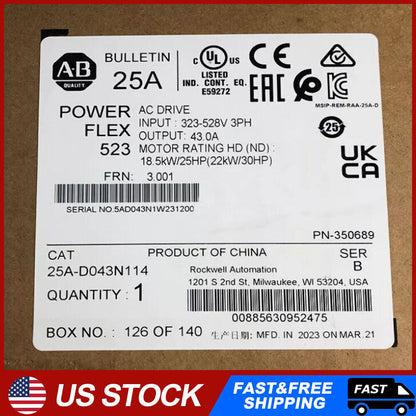 A-B
QUALITY
BULLETIN
25A
POWER
FLEX
523
C UL US
LISTED
IND. CONT. EQ.
E59272
CE
EAC
MSIP-REM-RAA-25A-D
25
UK
CA
AC DRIVE
INPUT : 323-528V 3PH
OUTPUT: 43.0A
MOTOR RATING HD (ND) :
18.5kW/25HP(22kW/30HP)
FRN: 3.001
SERIAL NO.5AD043N1W231200
PN-350689
CAT
25A-D043N114
PRODUCT OF CHINA
Rockwell Automation
1201 S 2nd St, Milwaukee, WI 53204, USA
SER
B
QUANTITY : 1
00885630952475
BOX NO. : 126 OF 140
生产日期: MFD. IN 2023 ON MAR.21
US STOCK
FAST&FREE
SHIPPING